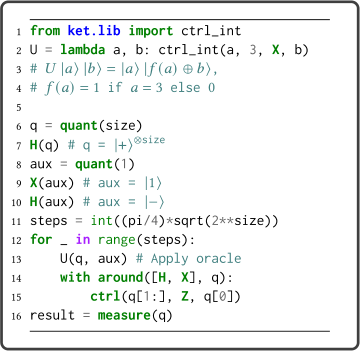 1 from ket.lib import ctrl_int
2 U = lambda a, b: ctrl_int(a, 3, X, b)
3 # U |a⟩ |b⟩ = |a⟩ |f(a) ⊕ b⟩,
4 # f(a) = 1 if a = 3 else 0
5
6 q = quant(size)
7 H(q) # q = |+⟩^⊗size
8 aux = quant(1)
9 X(aux) # aux = |1⟩
10 H(aux) # aux = |−⟩
11 steps = int((pi/4)*sqrt(2**size))
12 for _ in range(steps):
13 U(q, aux) # Apply oracle
14 with around([H, X], q):
15 ctrl(q[1:], Z, q[0])
16 result = measure(q)